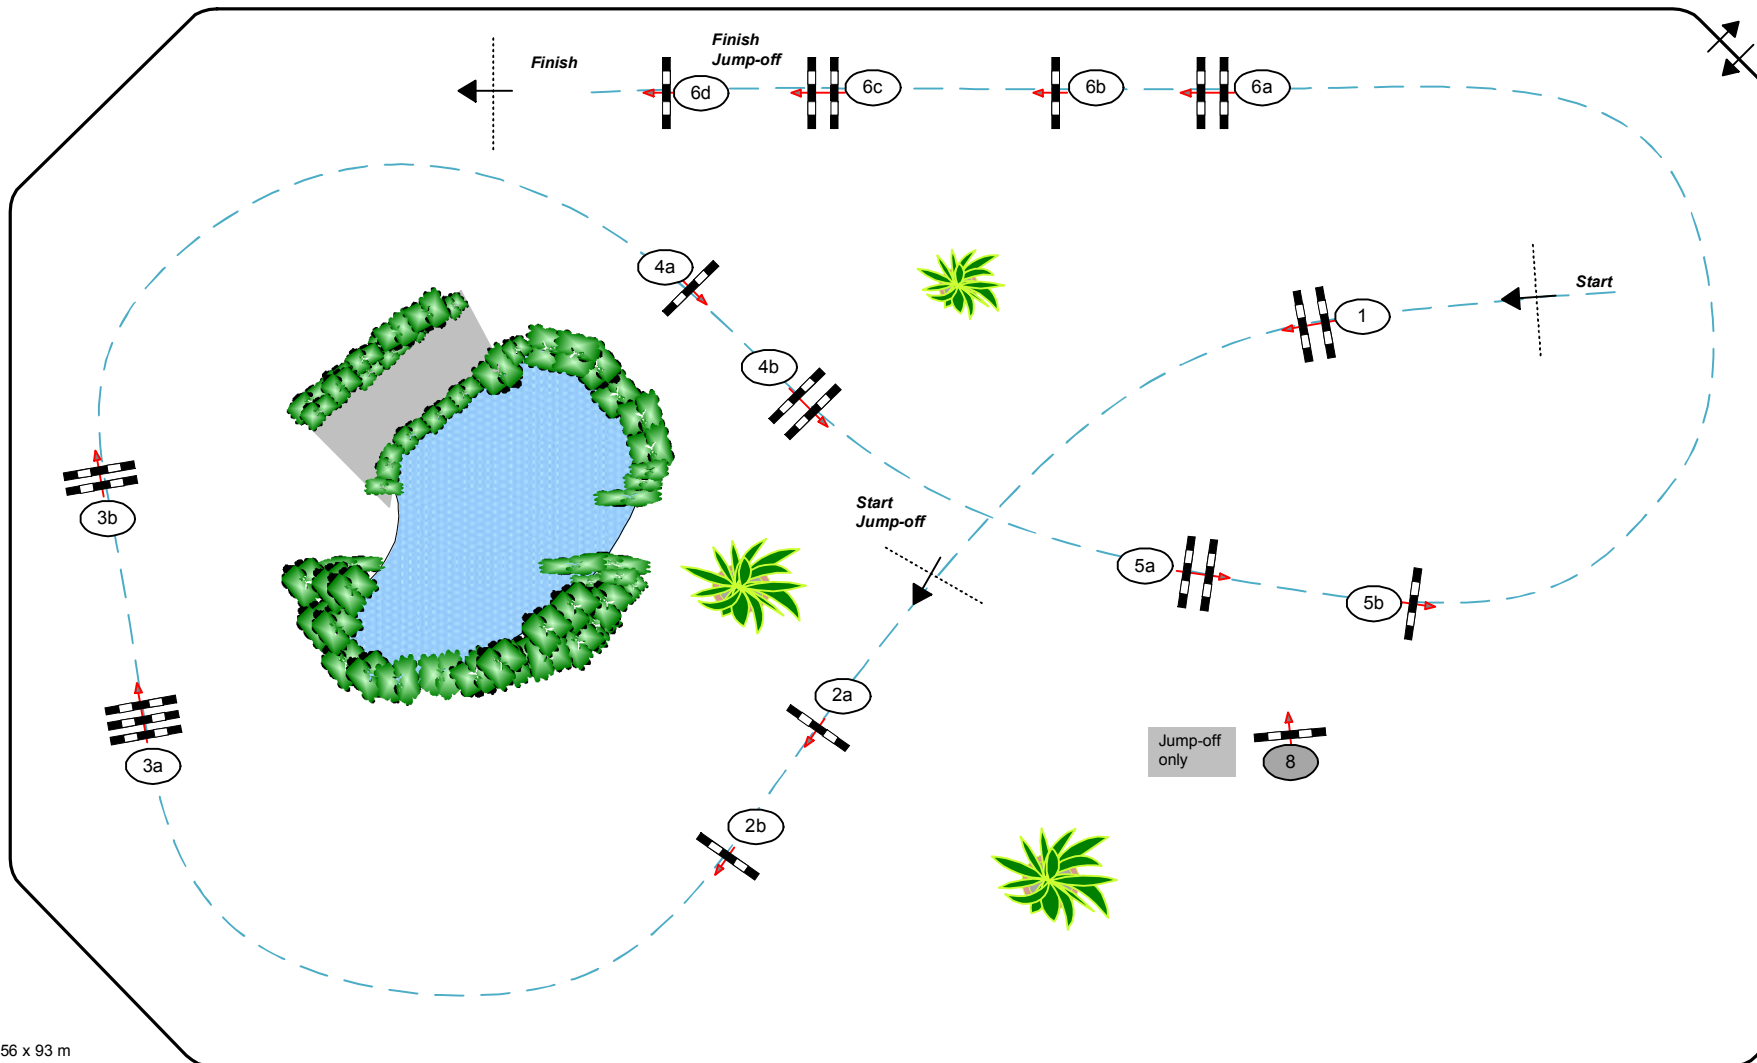 Finish
Jump-off
Finish
6d
6c
6b
6a
4a
Start
1
4b
Start
Jump-off
3b
5a
5b
2a
Jump-off
only
8
3a
2b
56 x 93 m